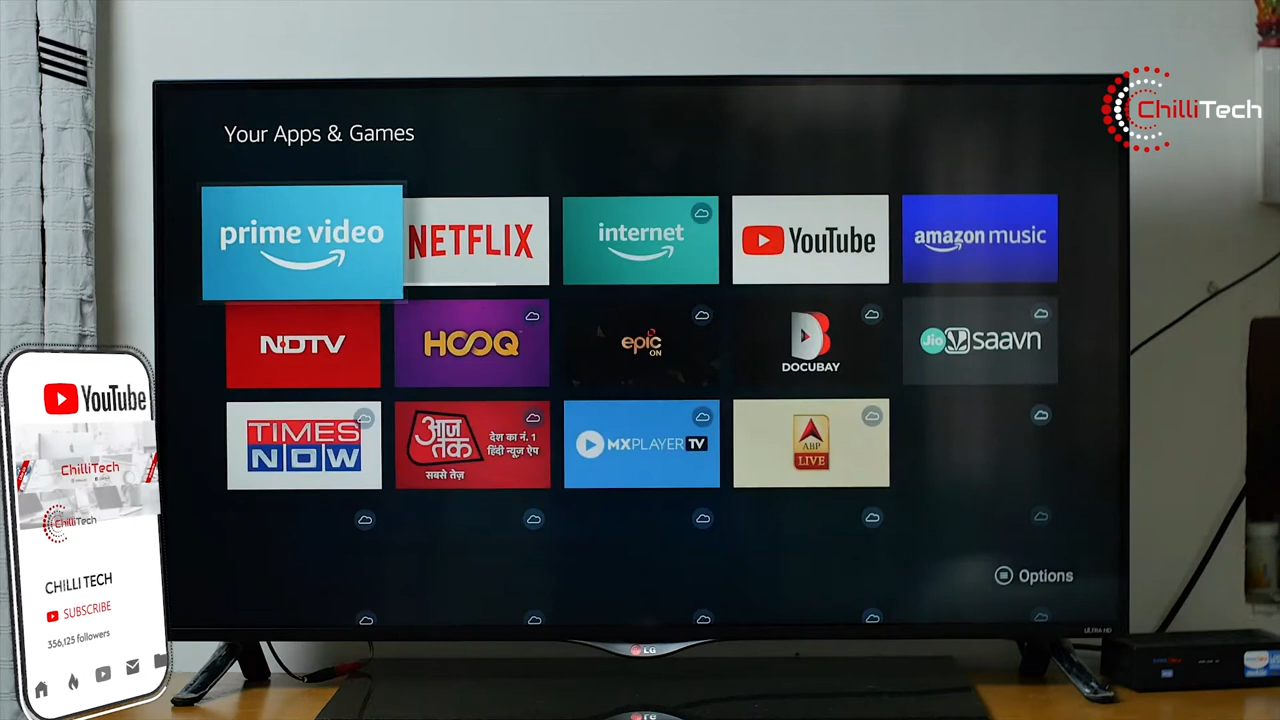 ChilliTech
Your Apps & Games
prime video
NETFLIX
internet
YouTube
amazon music
NDTV
HOOQ
epic
ON
DOCUBAY
Jio
saavn
TIMES
NOW
आज
तक
देश का नं. 1
हिंदी न्यूज़ ऐप
सबसे तेज़
MXPLAYER TV
ABP
LIVE
Options
ULTRA HD
LG
LG
YouTube
ChilliTech
ChilliTech
CHILLI TECH
SUBSCRIBE
356,125 followers